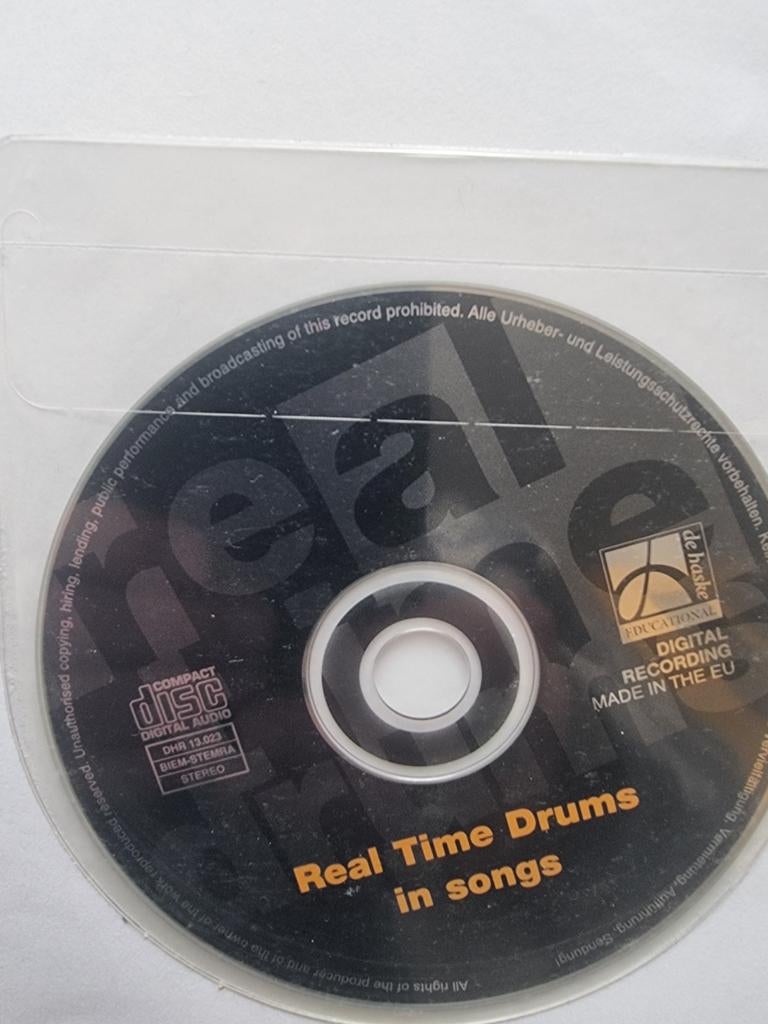 real
time
drums
All rights of the producer and of the owner of the work reproduced reserved. Unauthorised copying, hiring, lending, public performance and broadcasting of this record prohibited. Alle Urheber- und Leistungsschutzrechte vorbehalten.
Vervielfältigung, Vermietung, Aufführung, Sendung!
de haske
EDUCATIONAL
DIGITAL
RECORDING
MADE IN THE EU
COMPACT
disc
DIGITAL AUDIO
DHR 13.023
BIEM-STEMRA
STEREO
Real Time Drums
in songs